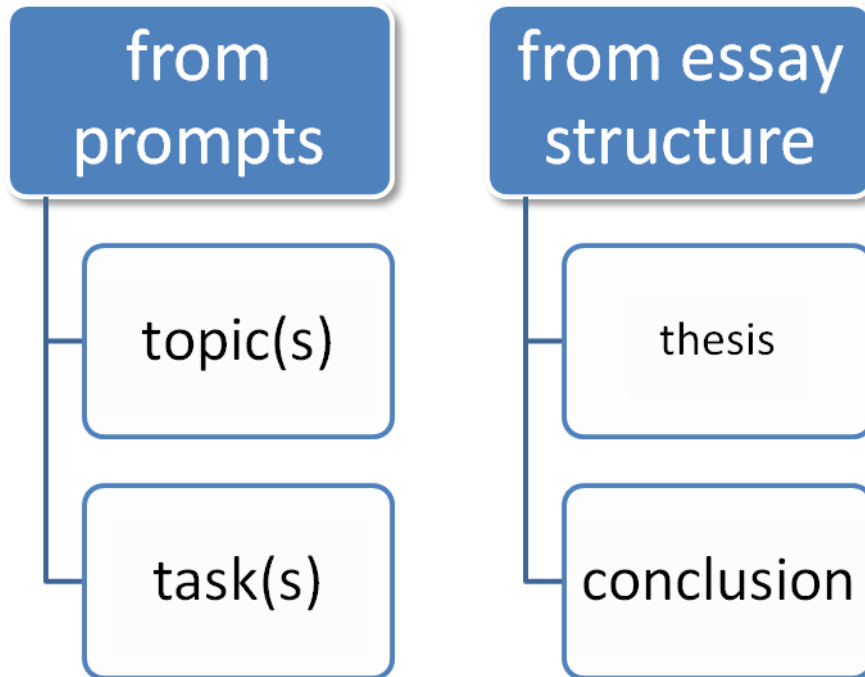 from
prompts
topic(s)
task(s)
from essay
structure
thesis
conclusion